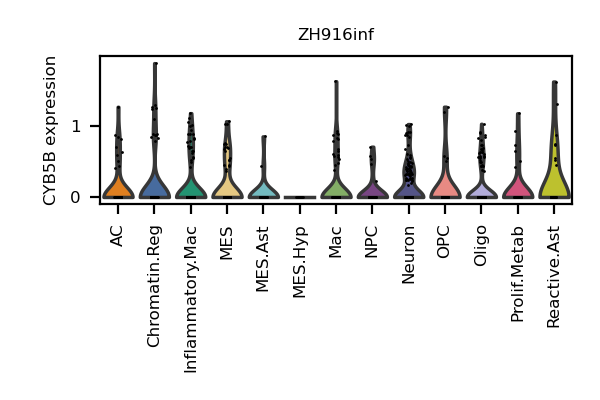 ZH916inf
CYB5B expression
1
0
AC
Chromatin.Reg
Inflammatory.Mac
MES
MES.Ast
MES.Hyp
Mac
NPC
Neuron
OPC
Oligo
Prolif.Metab
Reactive.Ast